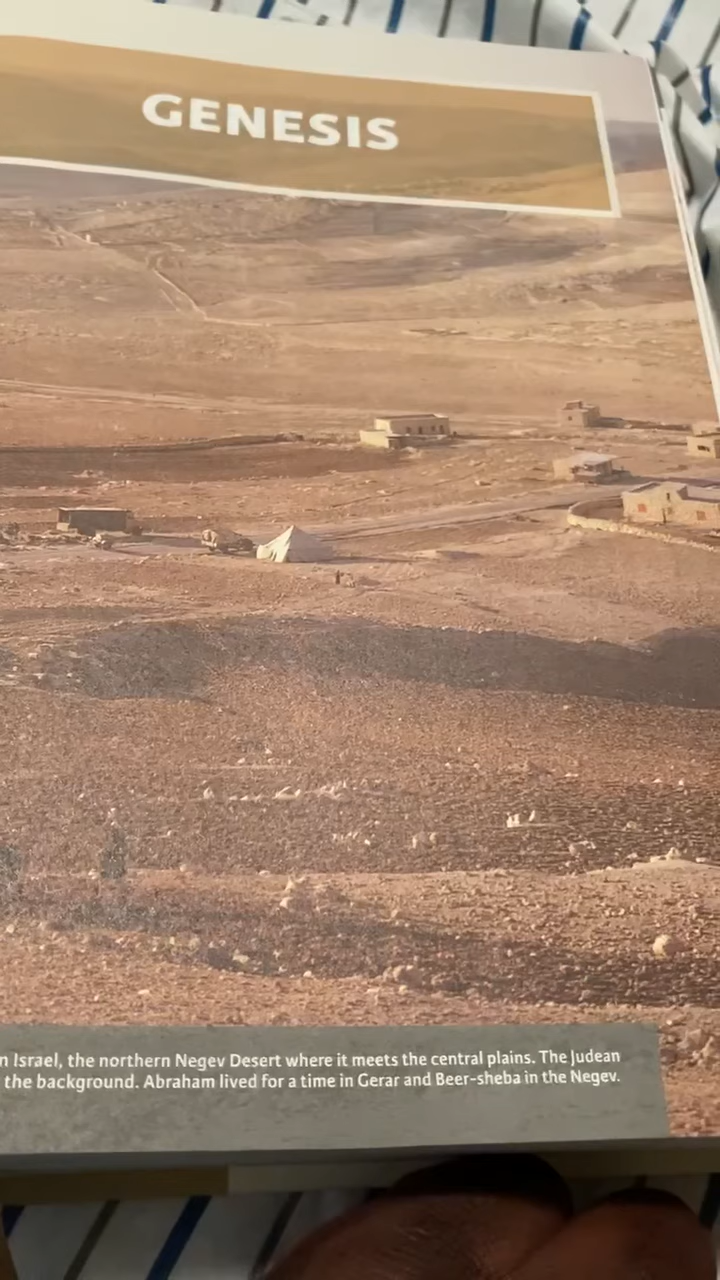 GENESIS
n Israel, the northern Negev Desert where it meets the central plains. The Judean
the background. Abraham lived for a time in Gerar and Beer-sheba in the Negev.